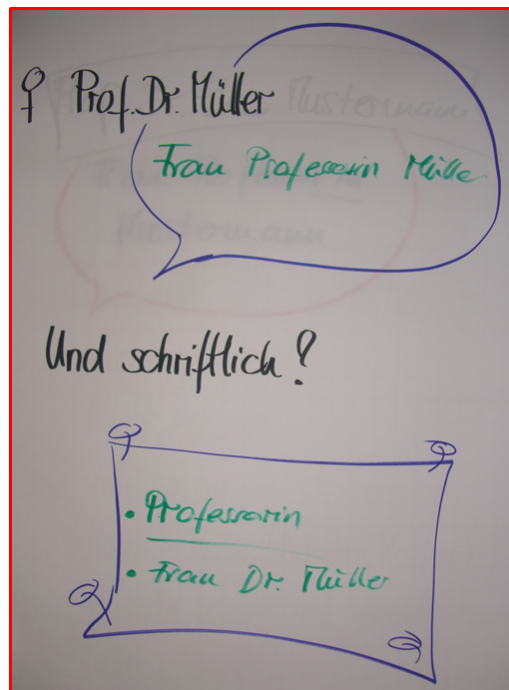 ♀ Prof. Dr. Müller
Frau Professorin Müller
Und schriftlich?
• Professorin
• Frau Dr. Müller